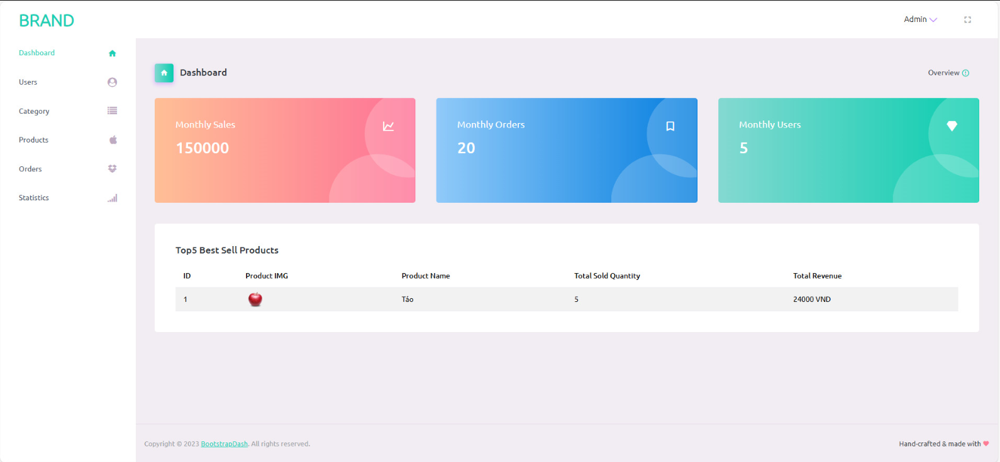 BRAND
Admin
Dashboard
Users
Category
Products
Orders
Statistics
Dashboard
Overview
Monthly Sales
150000
Monthly Orders
20
Monthly Users
5
Top5 Best Sell Products
ID Product IMG Product Name Total Sold Quantity Total Revenue
1 Táo 5 24000 VND
Copyright © 2023 BootstrapDash. All rights reserved.
Hand-crafted & made with